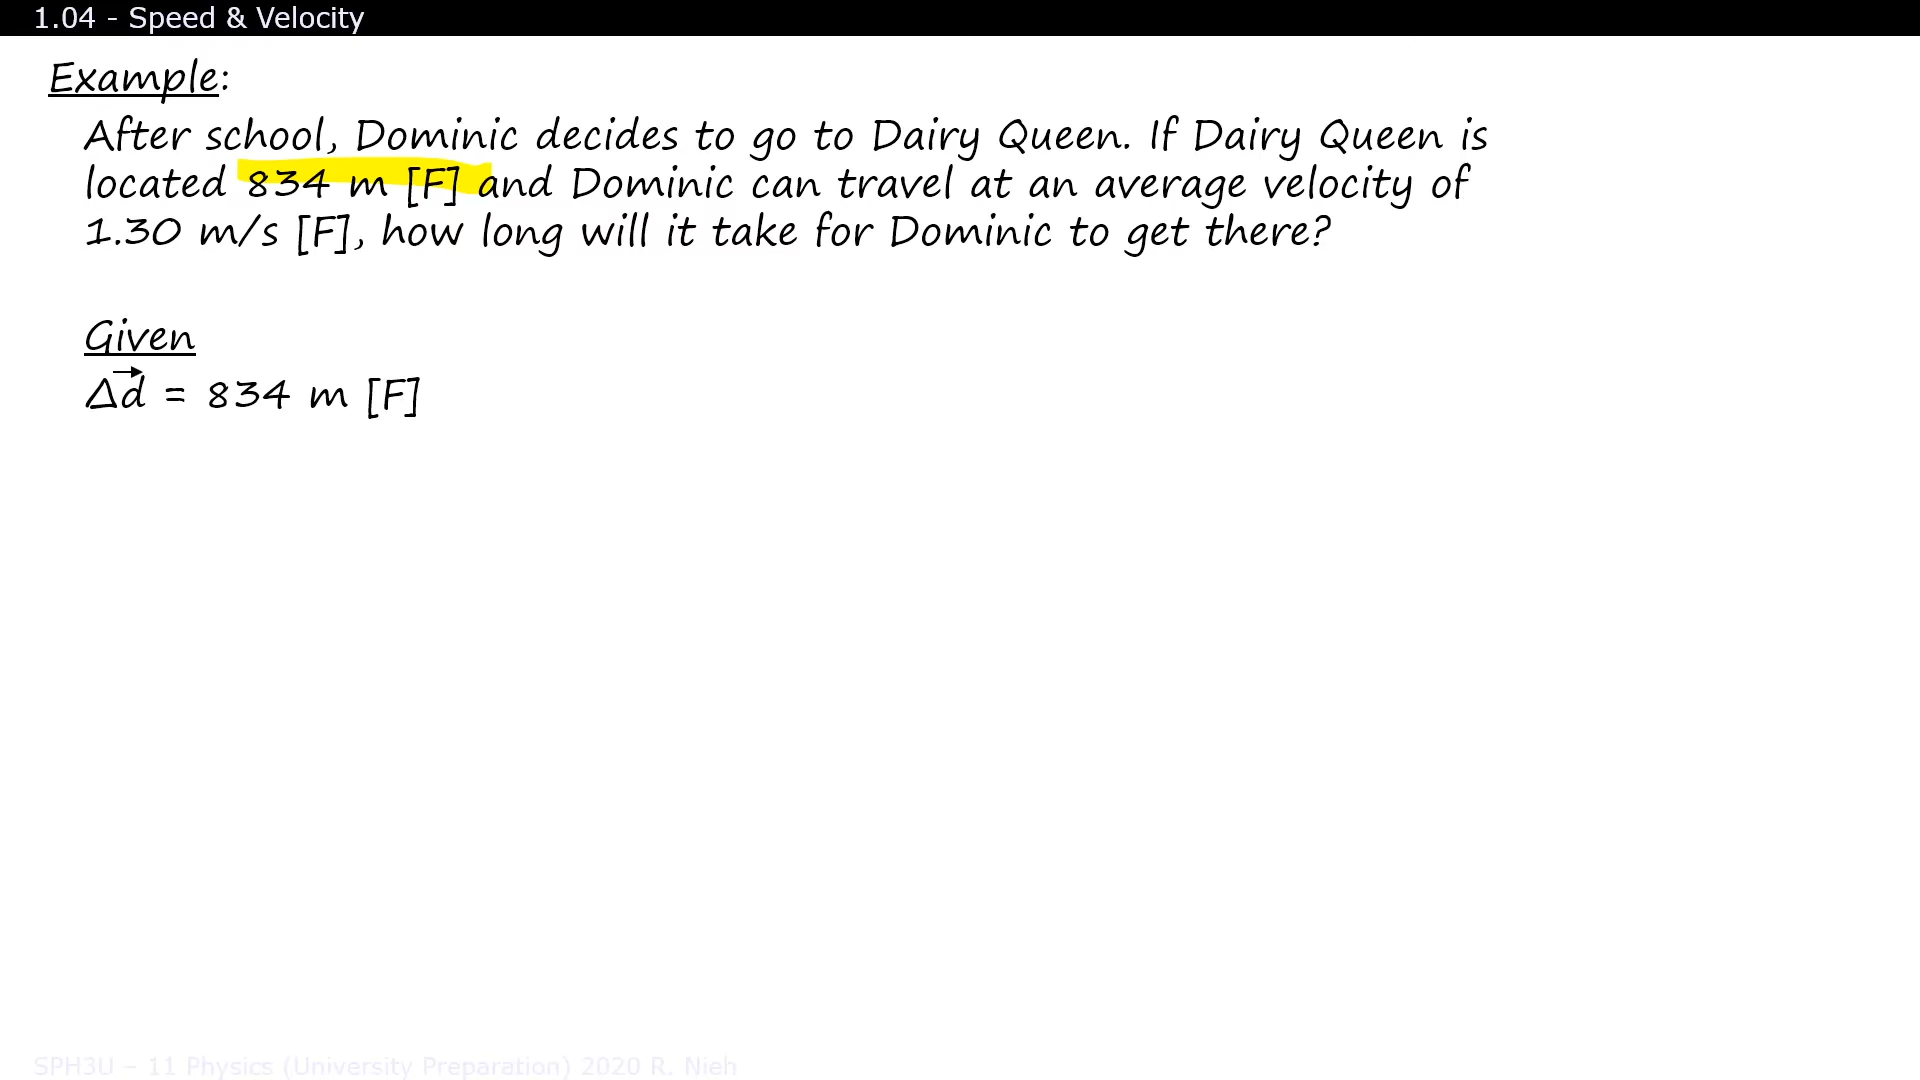 1.04 - Speed & Velocity
Example:
After school, Dominic decides to go to Dairy Queen. If Dairy Queen is
located 834 m [F] and Dominic can travel at an average velocity of
1.30 m/s [F], how long will it take for Dominic to get there?
Given
Δd⃗ = 834 m [F]
SPH3U – 11 Physics (University Preparation) 2020 R. Nieh